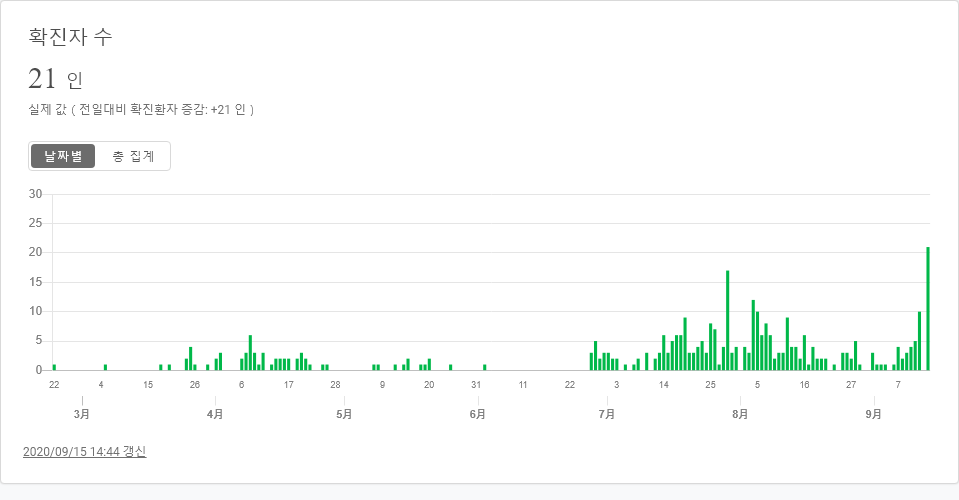 확진자 수
21 인
실제 값 ( 전일대비 확진환자 증감: +21 인 )
날짜별 총 집계
30
25
20
15
10
5
0
22 4 15 26 6 17 28 9 20 31 11 22 3 14 25 5 16 27 7
3月 4月 5月 6月 7月 8月 9月
2020/09/15 14:44 갱신